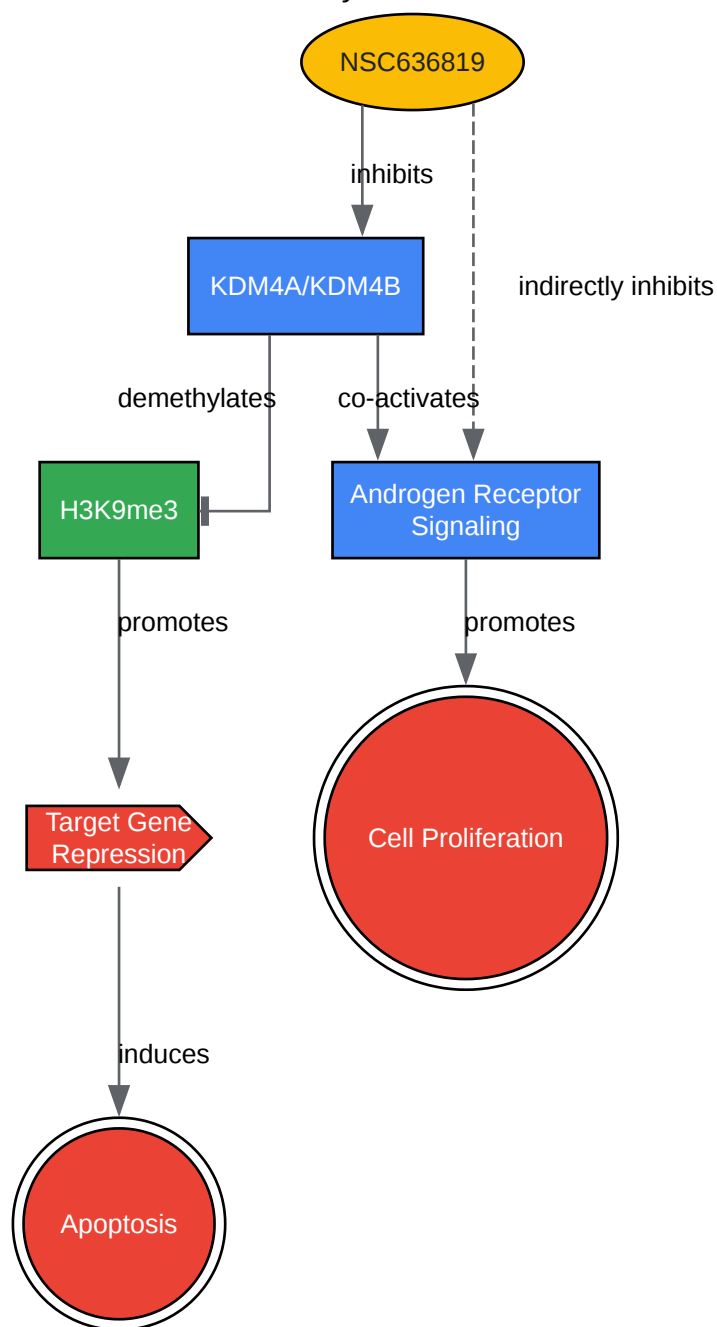 NSC636819
inhibits
KDM4A/KDM4B
indirectly inhibits
demethylates
co-activates
H3K9me3
Androgen Receptor
Signaling
promotes
promotes
Target Gene
Repression
Cell Proliferation
induces
Apoptosis